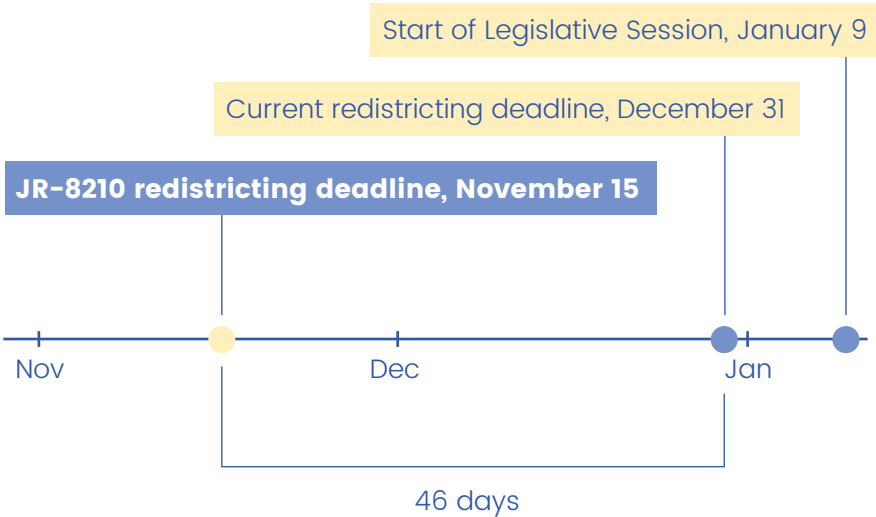 Start of Legislative Session, January 9
Current redistricting deadline, December 31
JR-8210 redistricting deadline, November 15
Nov
Dec
Jan
46 days